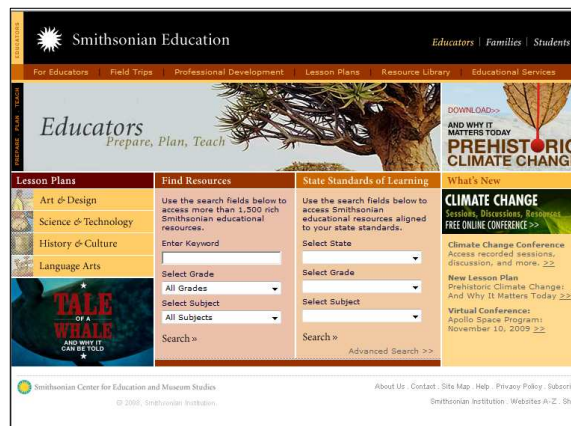 EDUCATORS
Smithsonian Education
Educators | Families | Students
For Educators | Field Trips | Professional Development | Lesson Plans | Resource Library | Educational Services
PREPARE PLAN TEACH
Educators
Prepare, Plan, Teach
DOWNLOAD>>
AND WHY IT
MATTERS TODAY
PREHISTORIC
CLIMATE CHANG
Lesson Plans
Art & Design
Science & Technology
History & Culture
Language Arts
TALE
OF A
WHALE
AND WHY IT
CAN BE TOLD
Find Resources
Use the search fields below to
access more than 1,500 rich
Smithsonian educational
resources.
Enter Keyword
Select Grade
All Grades
Select Subject
All Subjects
Search »
State Standards of Learning
Use the search fields below to
access Smithsonian
educational resources aligned
to your state standards.
Select State
Select Grade
Select Subject
Search »
Advanced Search >>
What's New
CLIMATE CHANGE
Sessions, Discussions, Resources
FREE ONLINE CONFERENCE >>
Climate Change Conference
Access recorded sessions,
discussion, and more. >>
New Lesson Plan
Prehistoric Climate Change:
And Why It Matters Today >>
Virtual Conference:
Apollo Space Program:
November 10, 2009 >>
Smithsonian Center for Education and Museum Studies
About Us . Contact . Site Map . Help . Privacy Policy . Subscri
Smithsonian Institution . Websites A-Z . Sh
Smithsonian Institution.